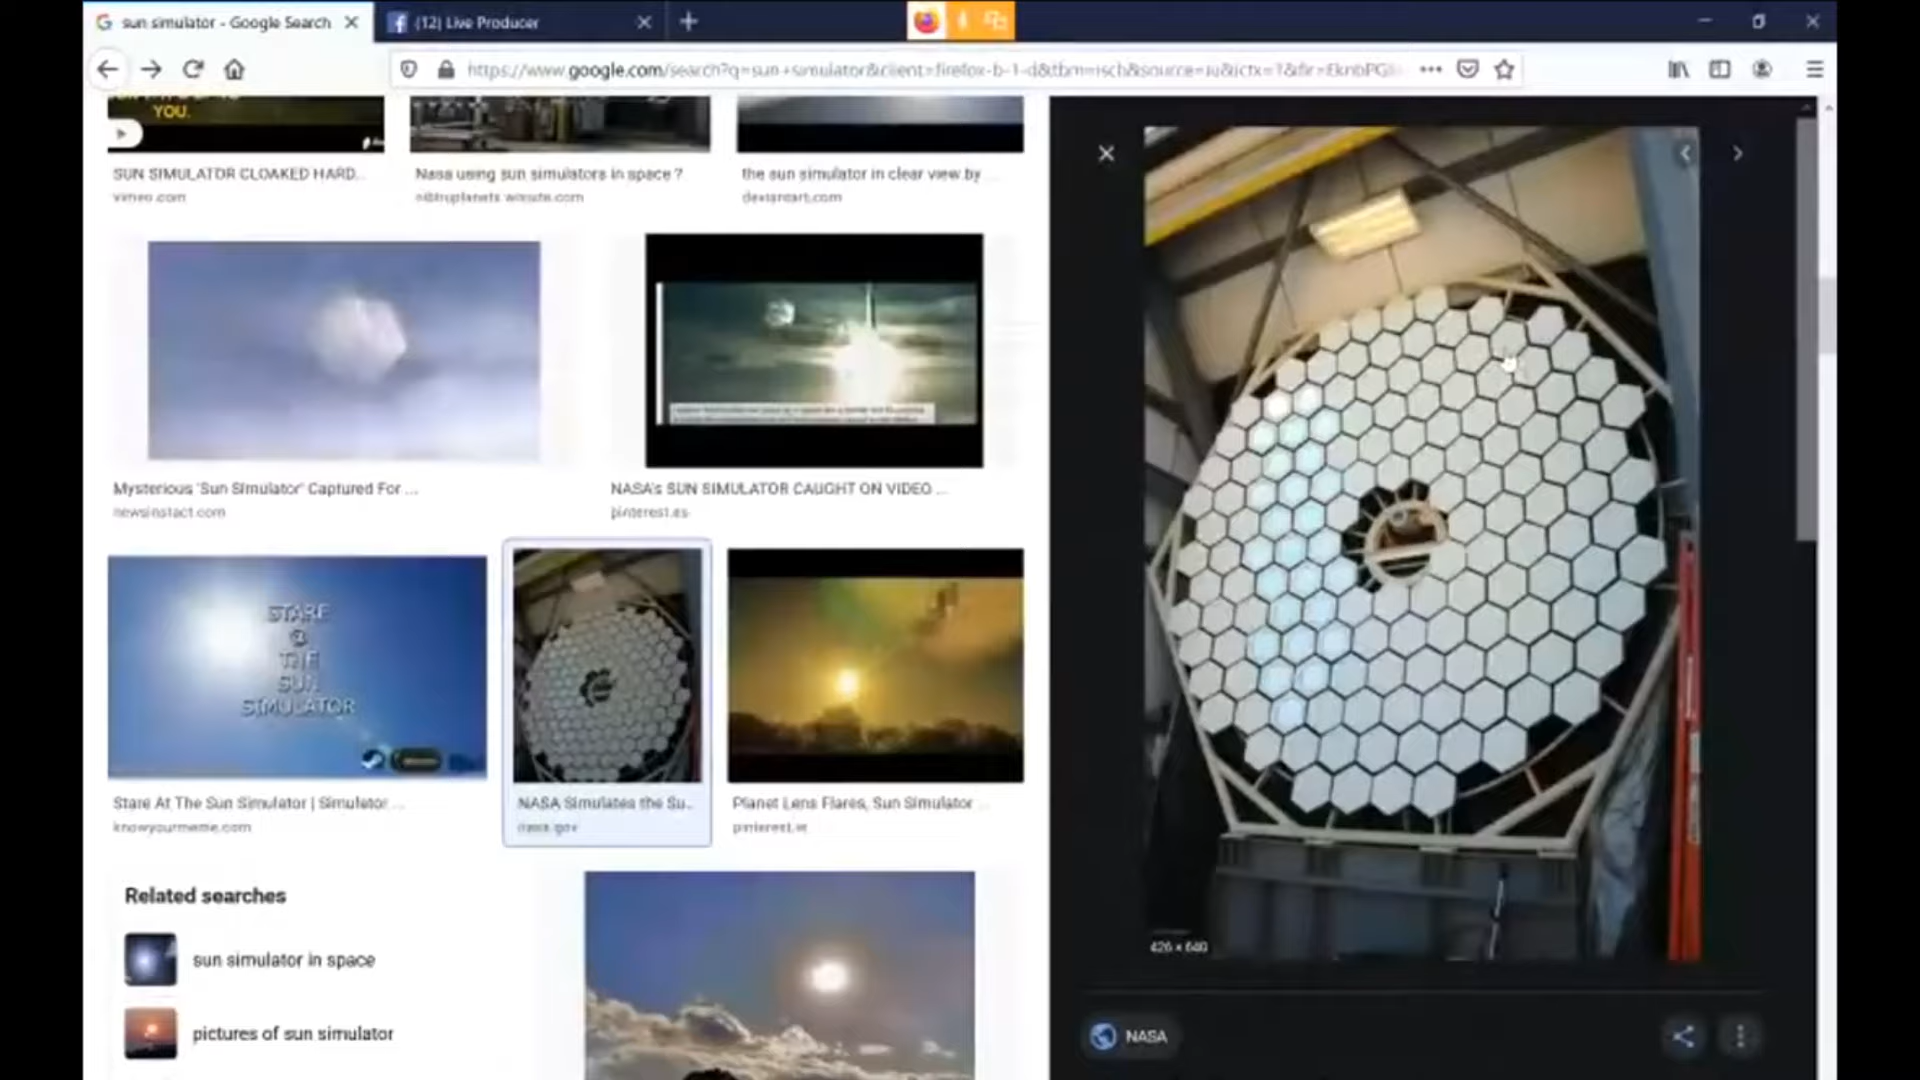 sun simulator - Google Search
(12) Live Producer
YOU.
SUN SIMULATOR CLOAKED HARD...
vimeo.com
Nasa using sun simulators in space ?
the sun simulator in clear view by ...
deviantart.com
Mysterious 'Sun Simulator' Captured For ...
NASA's SUN SIMULATOR CAUGHT ON VIDEO ...
pinterest.es
STARE
@
THE
SUN
SIMULATOR
Stare At The Sun Simulator | Simulator ...
knowyourmeme.com
NASA Simulates the Su...
nasa.gov
Planet Lens Flares, Sun Simulator ...
pinterest.ie
Related searches
sun simulator in space
pictures of sun simulator
426 × 640
NASA